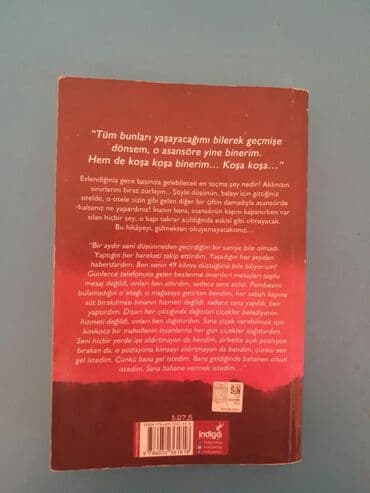 “Tüm bunları yaşayacağımı bilerek geçmişe
dönsem, o asansöre yine binerim.
Hem de koşa koşa binerim... Koşa koşa...”
Evlendiğiniz gece başınıza gelebilecek en saçma şey nedir? Aklınızın
sınırlarını biraz zorlayın... Şöyle düşünün, balayı için gittiğiniz
otelde, o otele sizin gibi gelen diğer bir çiftin damadıyla asansörde
kalsanız ne yapardınız? İnanın bana, asansörün kapısı kapanırken var
olan hiçbir şey, o kapı tekrar açıldığında eskisi gibi olmayacak.
Bu hikâyeyi, gülmekten okuyamayacaksınız...
“Bir aydır seni düşünmeden geçirdiğim bir saniye bile olmadı.
Yaptığın her hareketi takip ettirdim. Yaşadığın her şeyden
haberdardım. Ben senin 49 kiloya düştüğünü bile biliyorum!
Günlerce telefonuna gelen beslenme önerileri mesajları toplu
mesaj değildi, onları ben attırdım, sadece sana atıldı. Pembesini
bulamadığın o eteği, o mağazaya getirten bendim, her sabah kapına
süt bırakılması binanın hizmeti değildi, sadece sana yapıldı, ben
yaptırdım. Dışarı her çıktığında dağıtılan çiçekler belediyenin
hizmeti değildi, onları ben dağıtırdım. Sana çiçek verebilmek için
koskoca bir mahallenin insanlarına her gün çiçekler dağıttırdım.
Seni hiçbir yerde işe aldırtmayan da bendim, şirkette açık pozisyon
bırakan da, o pozisyona kimseyi aldırtmayan da bendim, çünkü sen
gel istedim. Çünkü bana gel istedim. Bana geldiğinde bahanen olsun
istedim. Sana bahane vermek istedim...”
₺27,5
indigo